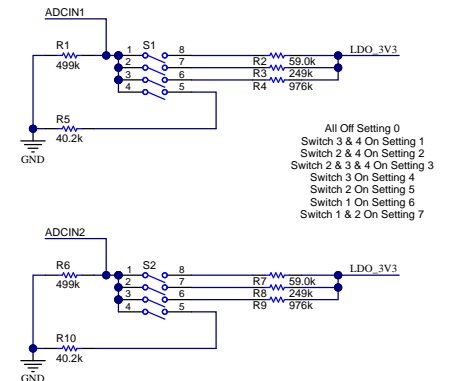 ADCIN1
R1
499k
S1
1 8
2 7
3 6
4 5
R2 59.0k
R3 249k
R4 976k
LDO_3V3
R5
40.2k
GND
All Off Setting 0
Switch 3 & 4 On Setting 1
Switch 2 & 4 On Setting 2
Switch 2 & 3 & 4 On Setting 3
Switch 3 On Setting 4
Switch 2 On Setting 5
Switch 1 On Setting 6
Switch 1 & 2 On Setting 7
ADCIN2
R6
499k
S2
1 8
2 7
3 6
4 5
R7 59.0k
R8 249k
R9 976k
LDO_3V3
R10
40.2k
GND